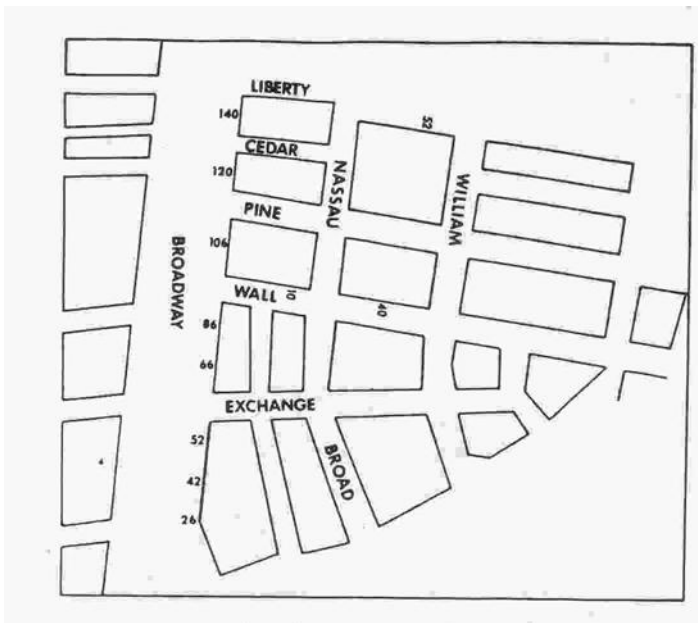 LIBERTY
140
52
CEDAR
120
NASSAU
WILLIAM
PINE
106
BROADWAY
WALL
10
40
86
66
EXCHANGE
52
BROAD
42
26